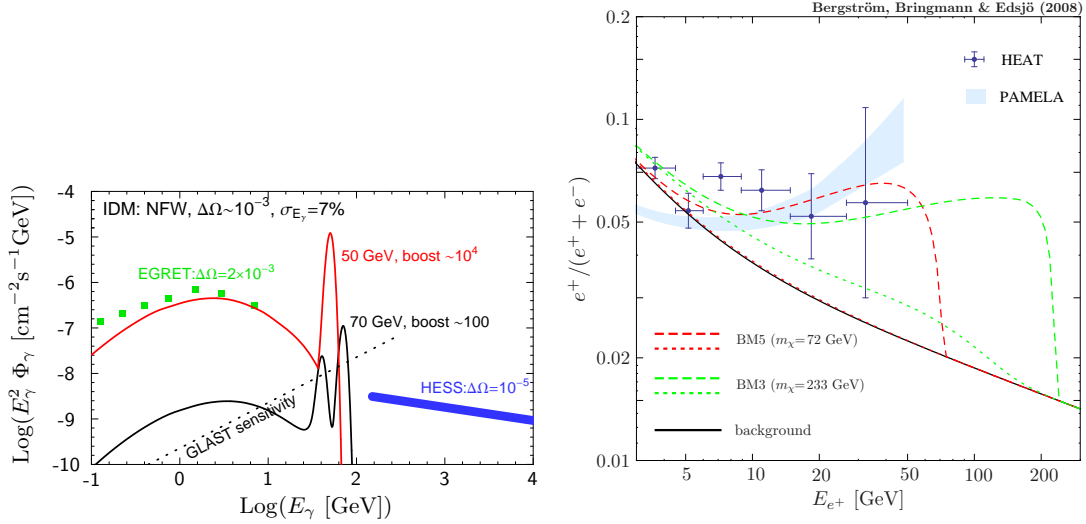 IDM: NFW, ΔΩ~10⁻³, σ_Eγ=7%
50 GeV, boost ~10⁴
EGRET:ΔΩ=2×10⁻³
70 GeV, boost ~100
HESS:ΔΩ=10⁻⁵
GLAST sensitivity
Log(E²γ Φγ [cm⁻²s⁻¹GeV])
-4
-5
-6
-7
-8
-9
-10
-1
0
1
2
3
4
Log(Eγ [GeV])
Bergström, Bringmann & Edsjö (2008)
HEAT
PAMELA
BM5 (mχ=72 GeV)
BM3 (mχ=233 GeV)
background
e⁺/(e⁺ + e⁻)
0.2
0.1
0.05
0.02
0.01
5
10
20
50
100
200
E_e+ [GeV]